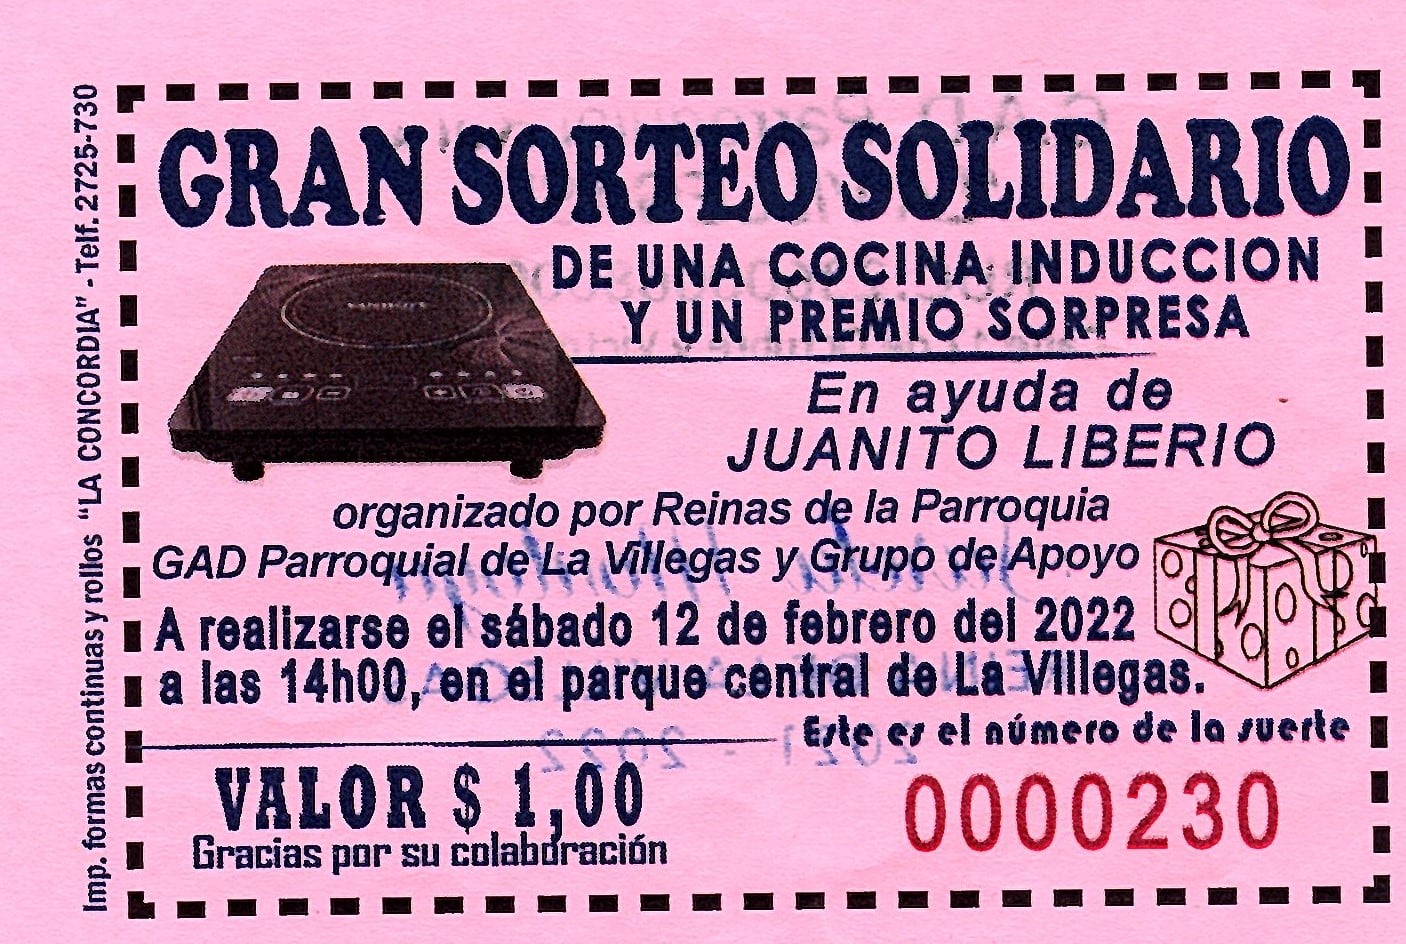 GRAN SORTEO SOLIDARIO
DE UNA COCINA INDUCCION
Y UN PREMIO SORPRESA
En ayuda de
JUANITO LIBERIO
organizado por Reinas de la Parroquia
GAD Parroquial de La Villegas y Grupo de Apoyo
A realizarse el sábado 12 de febrero del 2022
a las 14h00, en el parque central de La Villegas.
Este es el número de la suerte
VALOR $ 1,00
Gracias por su colaboración
0000230
Imp. formas continuas y rollos "LA CONCORDIA" - Telf. 2725-730
2021 - 2022